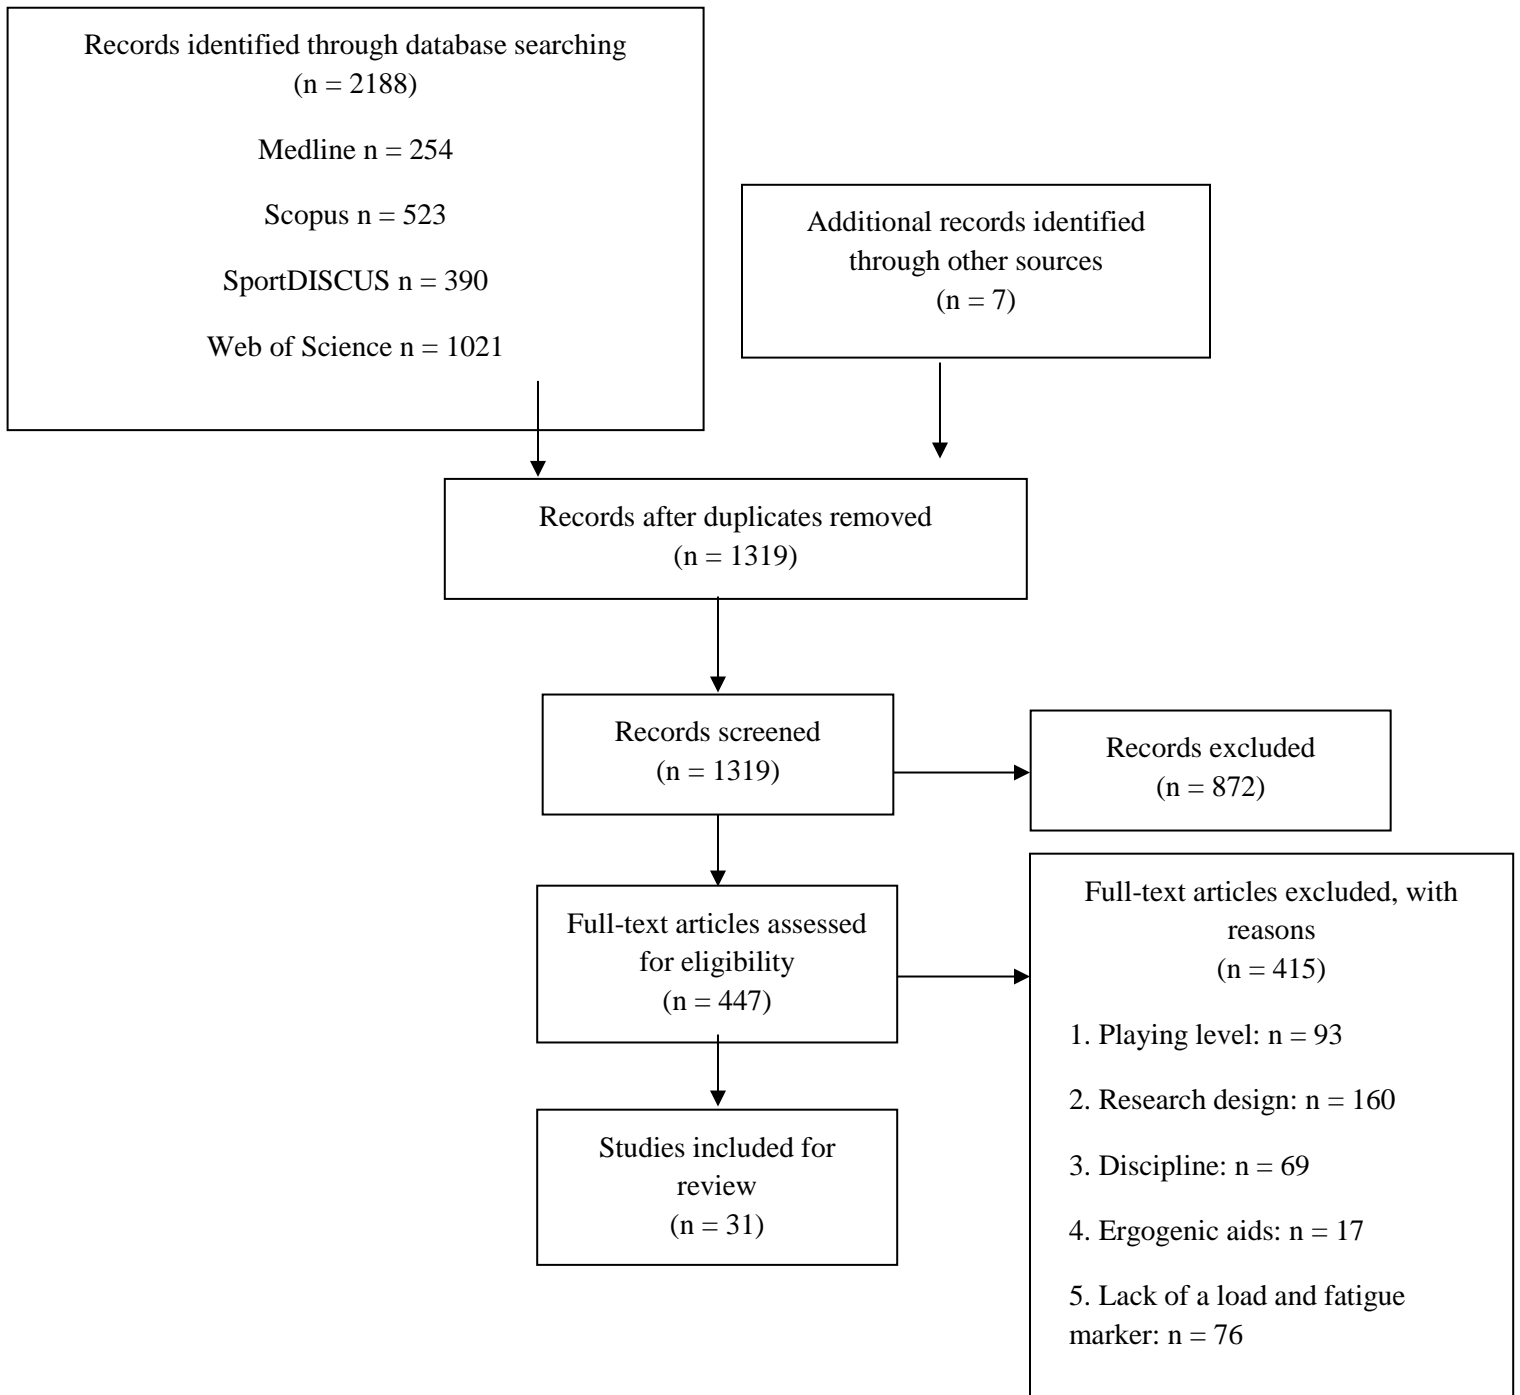 Records identified through database searching
(n = 2188)
Medline n = 254
Scopus n = 523
SportDISCUS n = 390
Web of Science n = 1021
Additional records identified
through other sources
(n = 7)
Records after duplicates removed
(n = 1319)
Records screened
(n = 1319)
Records excluded
(n = 872)
Full-text articles assessed
for eligibility
(n = 447)
Full-text articles excluded, with
reasons
(n = 415)
1. Playing level: n = 93
2. Research design: n = 160
3. Discipline: n = 69
4. Ergogenic aids: n = 17
5. Lack of a load and fatigue
marker: n = 76
Studies included for
review
(n = 31)